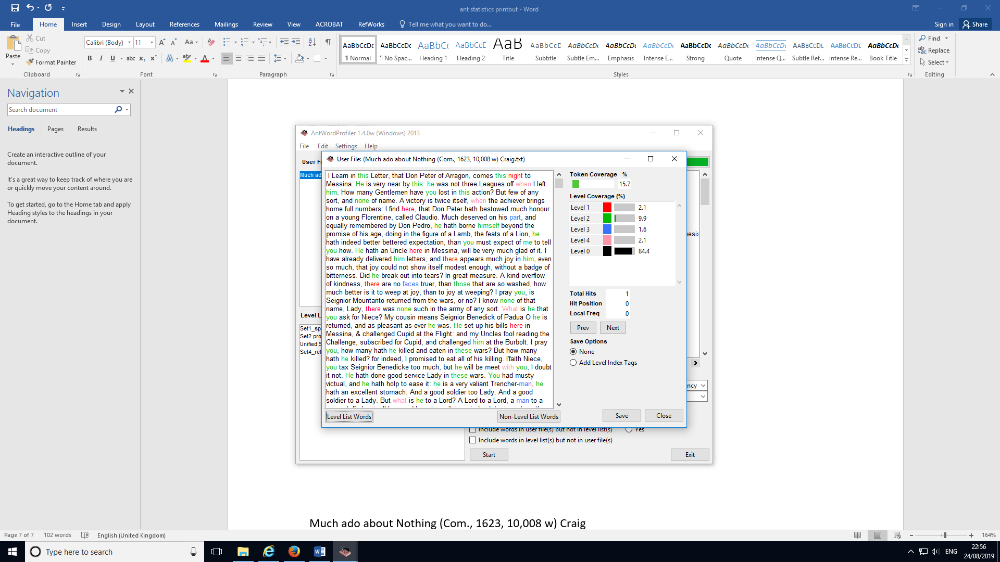 ant statistics printout - Word
File Home Insert Design Layout References Mailings Review View ACROBAT RefWorks Tell me what you want to do... Sign in Share
Cut
Copy
Paste
Format Painter
Calibri (Body) 11
AaBbCcDc AaBbCcDc AaBbCc AaBbCcD AaB AaBbCcD AaBbCcDc AaBbCcDc AaBbCcDc AaBbCcDc AaBbCcDc AaBbCcDc AABBCCDE AABBCCDE AaBbCcDc
¶ Normal ¶ No Spac... Heading 1 Heading 2 Title Subtitle Subtle Em... Emphasis Intense E... Strong Quote Intense Q... Subtle Ref... Intense Re... Book Title
Find
Replace
Select
Clipboard Font Paragraph Styles Editing
Navigation
Search document
Headings Pages Results
Create an interactive outline of your
document.
It's a great way to keep track of where you are
or quickly move your content around.
To get started, go to the Home tab and apply
Heading styles to the headings in your
document.
AntWordProfiler 1.4.0w (Windows) 2013
File Edit Settings Help
User Fi
Much ad
Level L
Set1_sp
Set2 pro
Unified S
Set4_rel
User File: (Much ado about Nothing (Com., 1623, 10,008 w) Craig.txt)
I Learn in this Letter, that Don Peter of Arragon, comes this night to
Messina. He is very near by this: he was not three Leagues off when I left
him. How many Gentlemen have you lost in this action? But few of any
sort, and none of name. A victory is twice itself, when the achiever brings
home full numbers: I find here, that Don Peter hath bestowed much honour
on a young Florentine, called Claudio. Much deserved on his part, and
equally remembered by Don Pedro, he hath borne himself beyond the
promise of his age, doing in the figure of a Lamb, the feats of a Lion, he
hath indeed better bettered expectation, than you must expect of me to tell
you how. He hath an Uncle here in Messina, will be very much glad of it. I
have already delivered him letters, and there appears much joy in him, even
so much, that joy could not show itself modest enough, without a badge of
bitterness. Did he break out into tears? In great measure. A kind overflow
of kindness, there are no faces truer, than those that are so washed, how
much better is it to weep at joy, than to joy at weeping? I pray you, is
Seignior Mountanto returned from the wars, or no? I know none of that
name, Lady, there was none such in the army of any sort. What is he that
you ask for Niece? My cousin means Seignior Benedick of Padua O he is
returned, and as pleasant as ever he was. He set up his bills here in
Messina, & challenged Cupid at the Flight: and my Uncles fool reading the
Challenge, subscribed for Cupid, and challenged him at the Burbolt. I pray
you, how many hath he killed and eaten in these wars? But how many
hath he killed? for indeed, I promised to eat all of his killing. I'faith Niece,
you tax Seignior Benedicke too much, but he will be meet with you, I doubt
it not. He hath done good service Lady in these wars. You had musty
victual, and he hath holp to ease it: he is a very valiant Trencher-man, he
hath an excellent stomach. And a good soldier too Lady. And a good
soldier to a Lady. But what is he to a Lord? A Lord to a Lord, a man to a
Level List Words Non-Level List Words
Token Coverage %
15.7
Level Coverage (%)
Level 1 2.1
Level 2 9.9
Level 3 1.6
Level 4 2.1
Level 0 84.4
Total Hits 1
Hit Position 0
Local Freq 0
Prev Next
Save Options
None
Add Level Index Tags
Save Close
nesis
ncy
Include words in user file(s) but not in level list(s) Yes
Include words in level list(s) but not in user file(s)
Start Exit
Much ado about Nothing (Com., 1623, 10,008 w) Craig
Page 7 of 7 102 words English (United Kingdom) 164%
Type here to search
ENG
22:56
24/08/2019